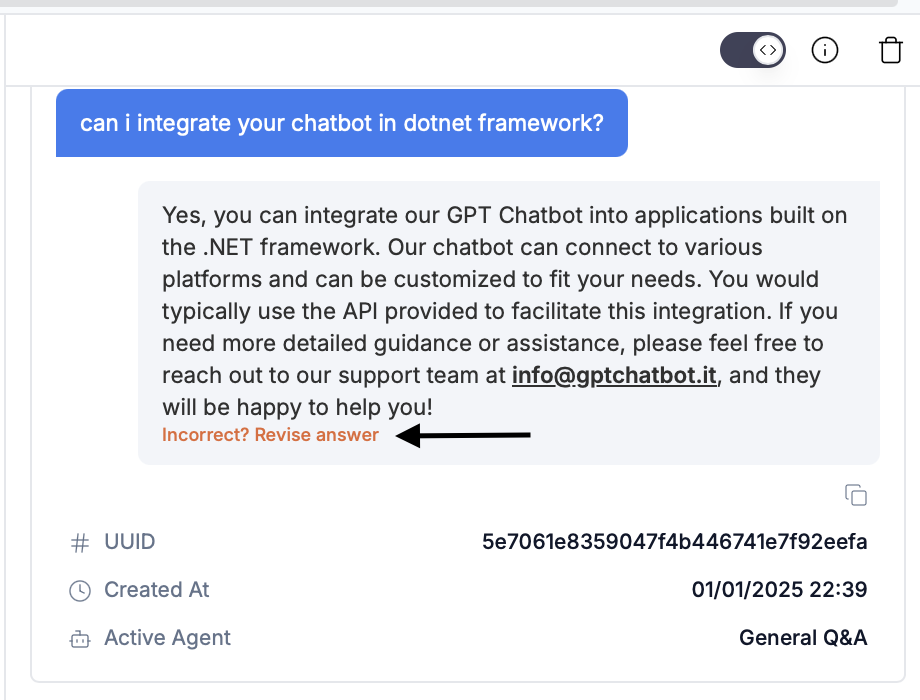 can i integrate your chatbot in dotnet framework?
Yes, you can integrate our GPT Chatbot into applications built on
the .NET framework. Our chatbot can connect to various
platforms and can be customized to fit your needs. You would
typically use the API provided to facilitate this integration. If you
need more detailed guidance or assistance, please feel free to
reach out to our support team at info@gptchatbot.it, and they
will be happy to help you!
Incorrect? Revise answer
UUID 5e7061e8359047f4b446741e7f92eefa
Created At 01/01/2025 22:39
Active Agent General Q&A